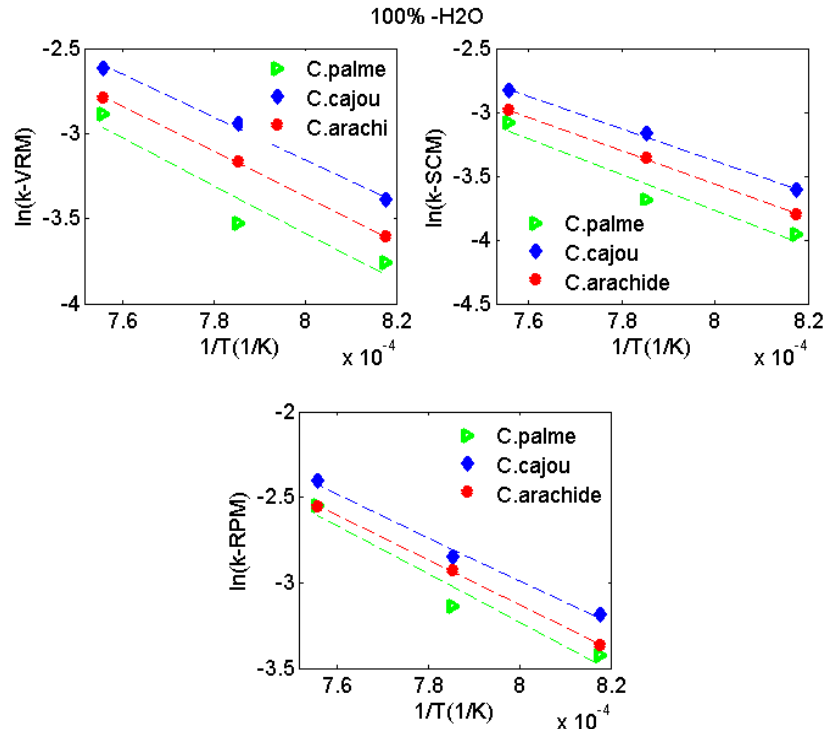 100% -H2O
-2.5
-3
-3.5
-4
ln(k-VRM)
C.palme
C.cajou
C.arachi
7.6 7.8 8 8.2
1/T(1/K)
x 10⁻⁴
-2.5
-3
-3.5
-4
-4.5
ln(k-SCM)
C.palme
C.cajou
C.arachide
7.6 7.8 8 8.2
1/T(1/K)
x 10⁻⁴
-2
-2.5
-3
-3.5
ln(k-RPM)
C.palme
C.cajou
C.arachide
7.6 7.8 8 8.2
1/T(1/K)
x 10⁻⁴